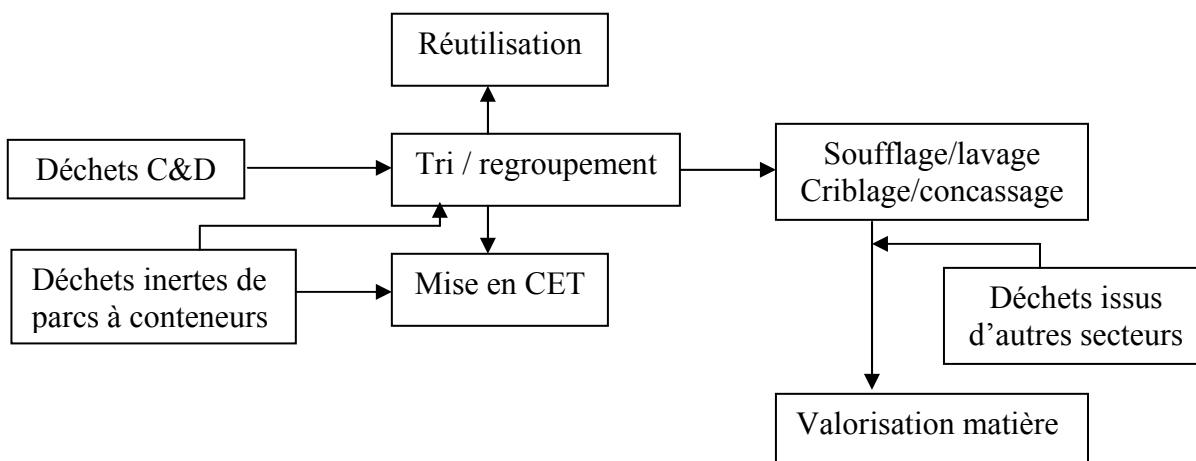 Réutilisation
Déchets C&D
Tri / regroupement
Soufflage/lavage
Criblage/concassage
Déchets inertes de
parcs à conteneurs
Mise en CET
Déchets issus
d’autres secteurs
Valorisation matière